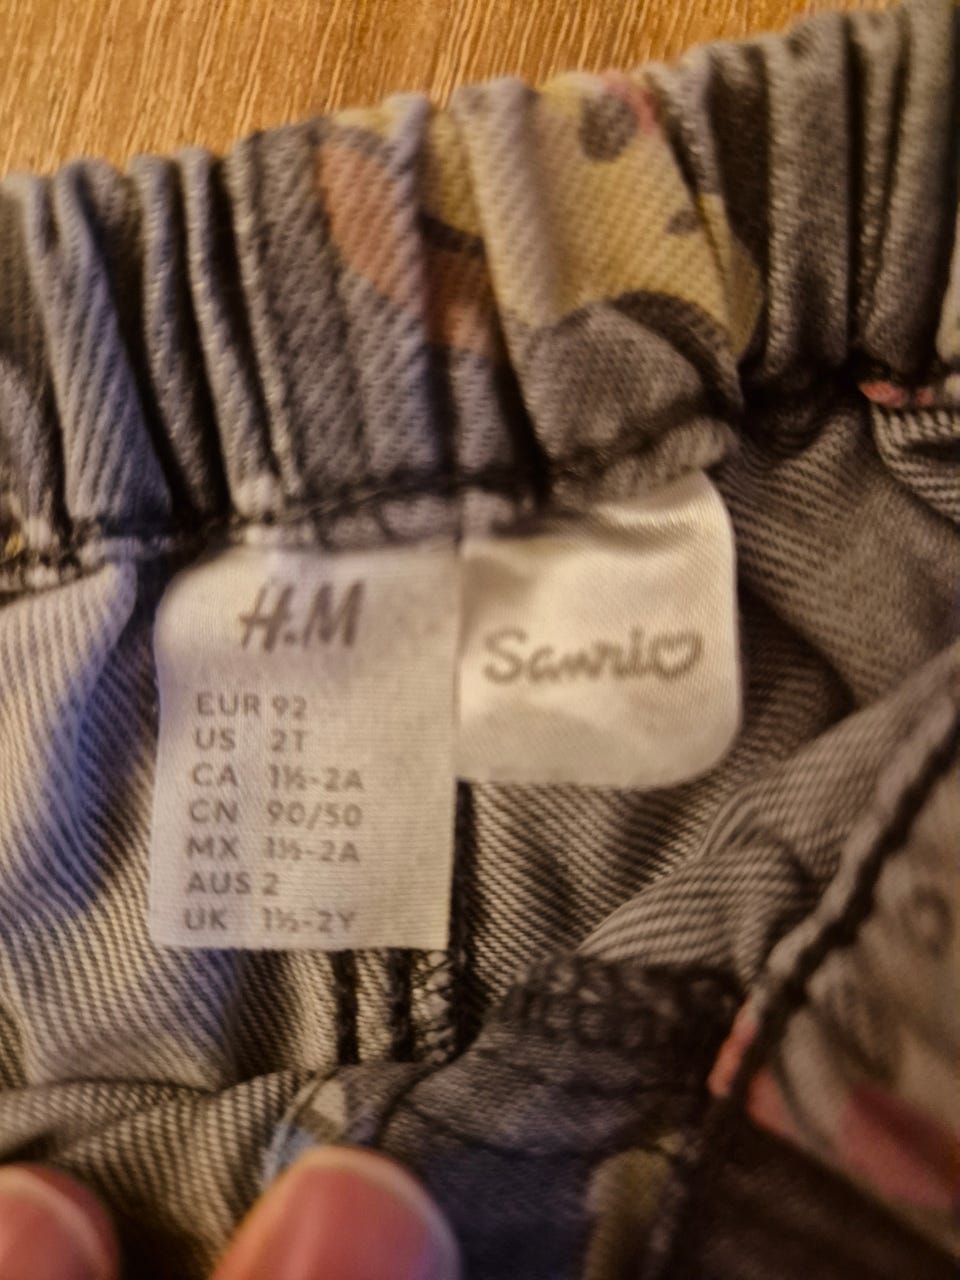 H&M
EUR 92
US 2T
CA 1½-2A
CN 90/50
MX 1½-2A
AUS 2
UK 1½-2Y
Sanrio